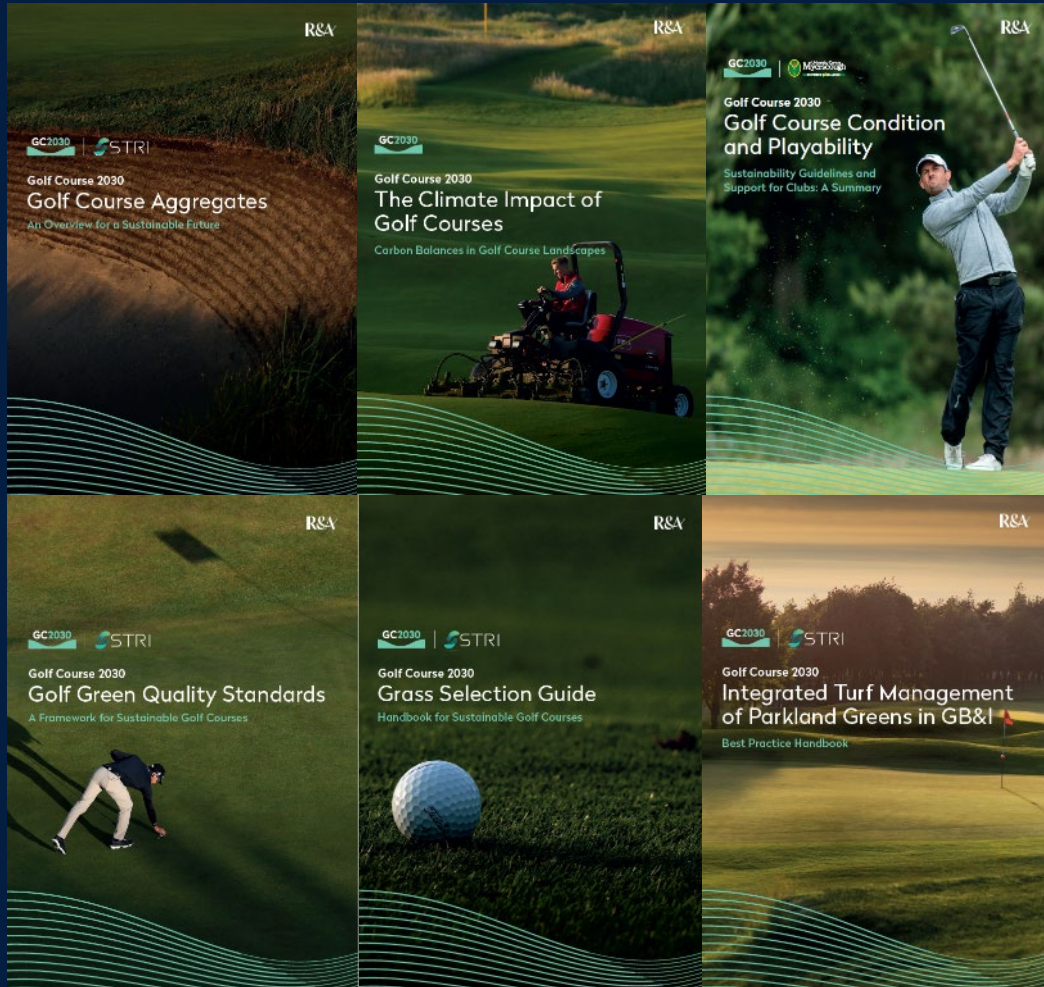 R&A
GC2030
STRI
Golf Course 2030
Golf Course Aggregates
An Overview for a Sustainable Future
R&A
GC2030
Golf Course 2030
The Climate Impact of
Golf Courses
Carbon Balances in Golf Course Landscapes
R&A
GC2030
Myerscough
Golf Course 2030
Golf Course Condition
and Playability
Sustainability Guidelines and
Support for Clubs: A Summary
R&A
GC2030
STRI
Golf Course 2030
Golf Green Quality Standards
A Framework for Sustainable Golf Courses
R&A
GC2030
STRI
Golf Course 2030
Grass Selection Guide
Handbook for Sustainable Golf Courses
R&A
GC2030
STRI
Golf Course 2030
Integrated Turf Management
of Parkland Greens in GB&I
Best Practice Handbook